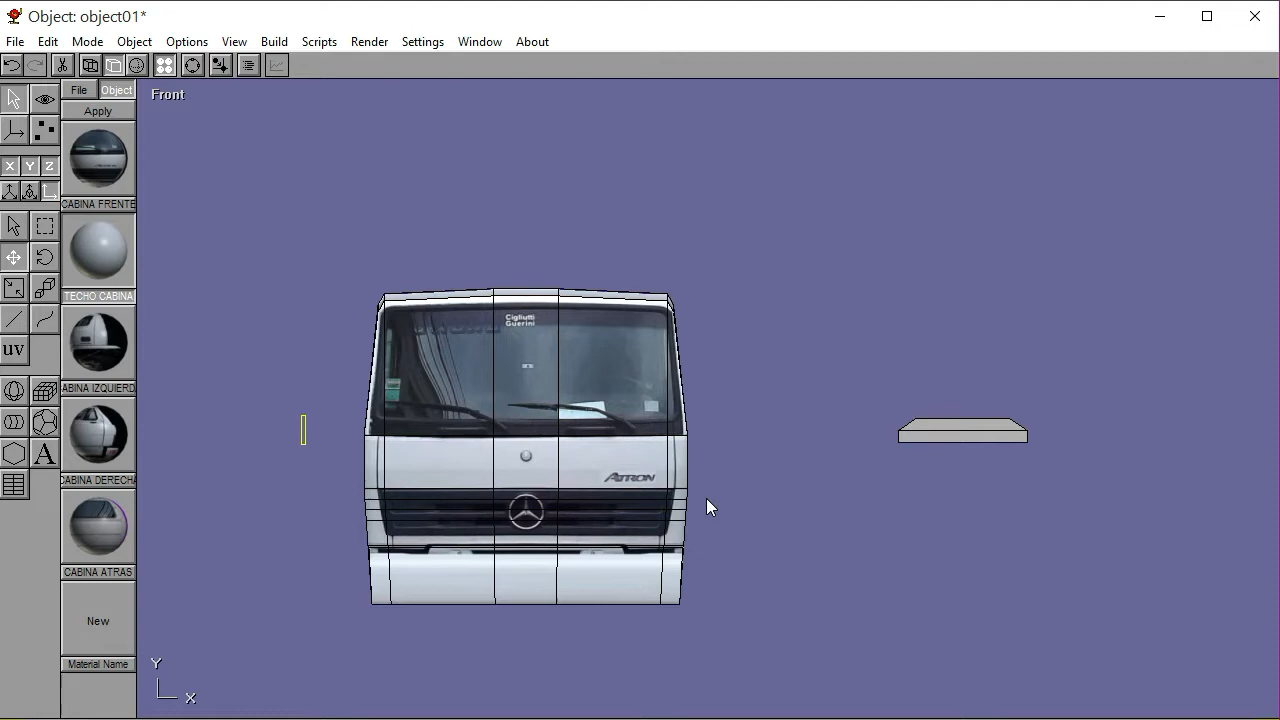 Object: object01*
File Edit Mode Object Options View Build Scripts Render Settings Window About
File Object
Apply
Front
X Y Z
CABINA FRENTE
TECHO CABINA
ABINA IZQUIERD
CABINA DERECHA
CABINA ATRAS
New
Material Name
UV
A
Cigliutti
Guerini
ATRON
Y
X